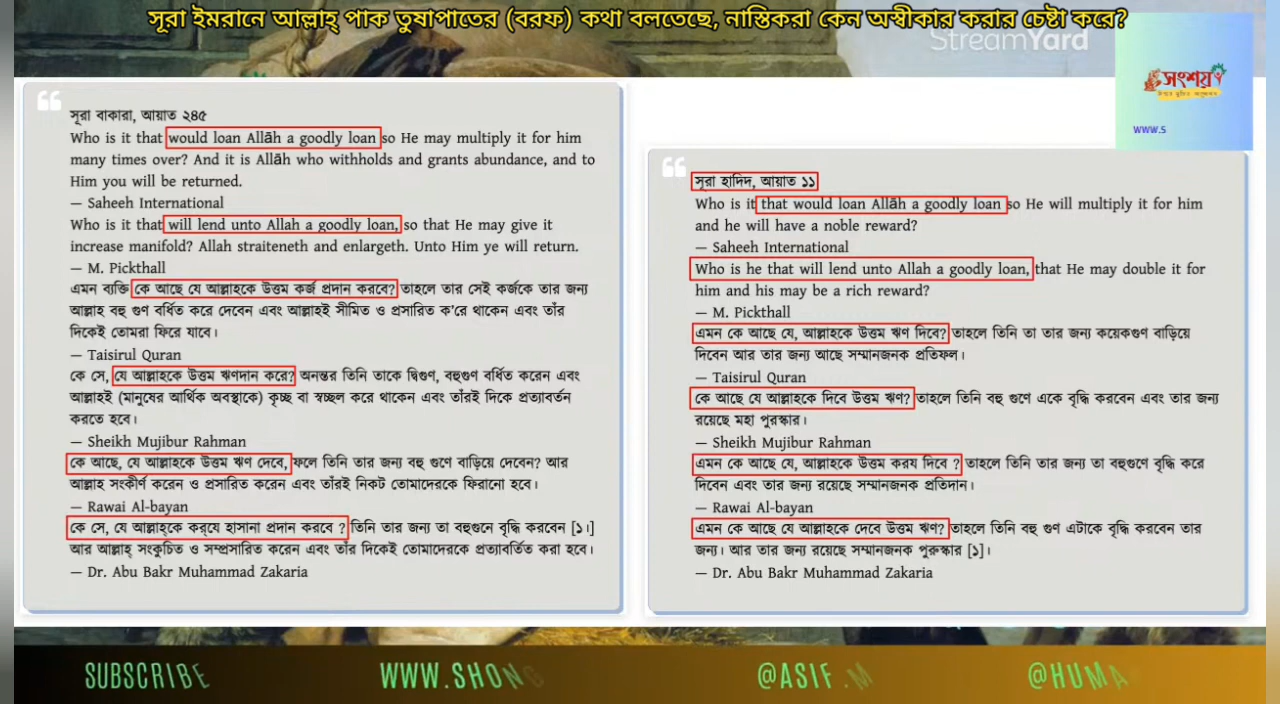 সূরা ইমরানে আল্লাহ্ পাক তুষাপাতের (বরফ) কথা বলতেছে, নাস্তিকরা কেন অস্বীকার করার চেষ্টা করে?
StreamYard
সংশয়
WWW.S
সূরা বাকারা, আয়াত ২৪৫
Who is it that would loan Allāh a goodly loan so He may multiply it for him
many times over? And it is Allāh who withholds and grants abundance, and to
Him you will be returned.
— Saheeh International
Who is it that will lend unto Allah a goodly loan, so that He may give it
increase manifold? Allah straiteneth and enlargeth. Unto Him ye will return.
— M. Pickthall
এমন ব্যক্তি কে আছে যে আল্লাহকে উত্তম কর্জ প্রদান করবে? তাহলে তার সেই কর্জকে তার জন্য
আল্লাহ বহু গুণ বর্ধিত করে দেবেন এবং আল্লাহই সীমিত ও প্রসারিত ক'রে থাকেন এবং তাঁর
দিকেই তোমরা ফিরে যাবে।
— Taisirul Quran
কে সে, যে আল্লাহকে উত্তম ঋণদান করে? অনন্তর তিনি তাকে দ্বিগুণ, বহুগুণ বর্ধিত করেন এবং
আল্লাহই (মানুষের আর্থিক অবস্থাকে) কৃচ্ছ বা স্বচ্ছল করে থাকেন এবং তাঁরই দিকে প্রত্যাবর্তন
করতে হবে।
— Sheikh Mujibur Rahman
কে আছে, যে আল্লাহকে উত্তম ঋণ দেবে, ফলে তিনি তার জন্য বহু গুণে বাড়িয়ে দেবেন? আর
আল্লাহ সংকীর্ণ করেন ও প্রসারিত করেন এবং তাঁরই নিকট তোমাদেরকে ফিরানো হবে।
— Rawai Al-bayan
কে সে, যে আল্লাহ্‌কে কর্‌যে হাসানা প্রদান করবে ? তিনি তার জন্য তা বহুগুনে বৃদ্ধি করবেন [১।]
আর আল্লাহ্‌ সংকুচিত ও সম্প্রসারিত করেন এবং তাঁর দিকেই তোমাদেরকে প্রত্যাবর্তিত করা হবে।
— Dr. Abu Bakr Muhammad Zakaria
সূরা হাদিদ, আয়াত ১১
Who is it that would loan Allāh a goodly loan so He will multiply it for him
and he will have a noble reward?
— Saheeh International
Who is he that will lend unto Allah a goodly loan, that He may double it for
him and his may be a rich reward?
— M. Pickthall
এমন কে আছে যে, আল্লাহকে উত্তম ঋণ দিবে? তাহলে তিনি তা তার জন্য কয়েকগুণ বাড়িয়ে
দিবেন আর তার জন্য আছে সম্মানজনক প্রতিফল।
— Taisirul Quran
কে আছে যে আল্লাহকে দিবে উত্তম ঋণ? তাহলে তিনি বহু গুণে একে বৃদ্ধি করবেন এবং তার জন্য
রয়েছে মহা পুরস্কার।
— Sheikh Mujibur Rahman
এমন কে আছে যে, আল্লাহকে উত্তম করয দিবে ? তাহলে তিনি তার জন্য তা বহুগুণে বৃদ্ধি করে
দিবেন এবং তার জন্য রয়েছে সম্মানজনক প্রতিদান।
— Rawai Al-bayan
এমন কে আছে যে আল্লাহকে দেবে উত্তম ঋণ? তাহলে তিনি বহু গুণ এটাকে বৃদ্ধি করবেন তার
জন্য। আর তার জন্য রয়েছে সম্মানজনক পুরুস্কার [১]।
— Dr. Abu Bakr Muhammad Zakaria
SUBSCRIBE WWW.SHON @ASIF.M @HUMA